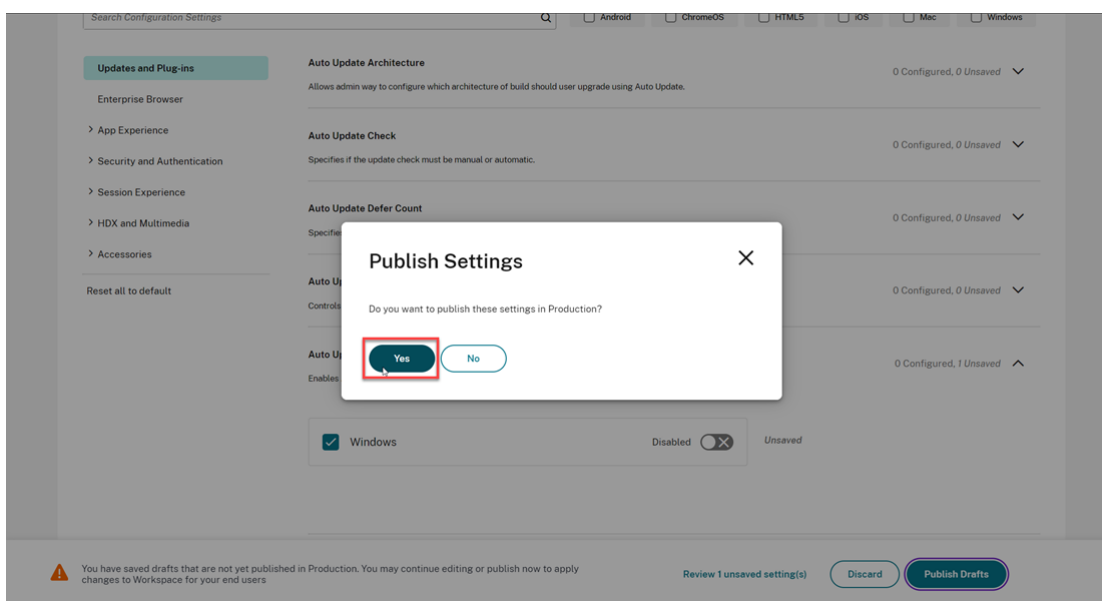 Search Configuration Settings
Android
ChromeOS
HTML5
iOS
Mac
Windows
Updates and Plug-ins
Enterprise Browser
App Experience
Security and Authentication
Session Experience
HDX and Multimedia
Accessories
Reset all to default
Auto Update Architecture
Allows admin way to configure which architecture of build should user upgrade using Auto Update.
0 Configured, 0 Unsaved
Auto Update Check
Specifies if the update check must be manual or automatic.
0 Configured, 0 Unsaved
Auto Update Defer Count
0 Configured, 0 Unsaved
Auto
Controls
0 Configured, 0 Unsaved
Auto
Enables
0 Configured, 1 Unsaved
Publish Settings
Do you want to publish these settings in Production?
Yes
No
Windows
Disabled
Unsaved
You have saved drafts that are not yet published in Production. You may continue editing or publish now to apply
changes to Workspace for your end users
Review 1 unsaved setting(s)
Discard
Publish Drafts